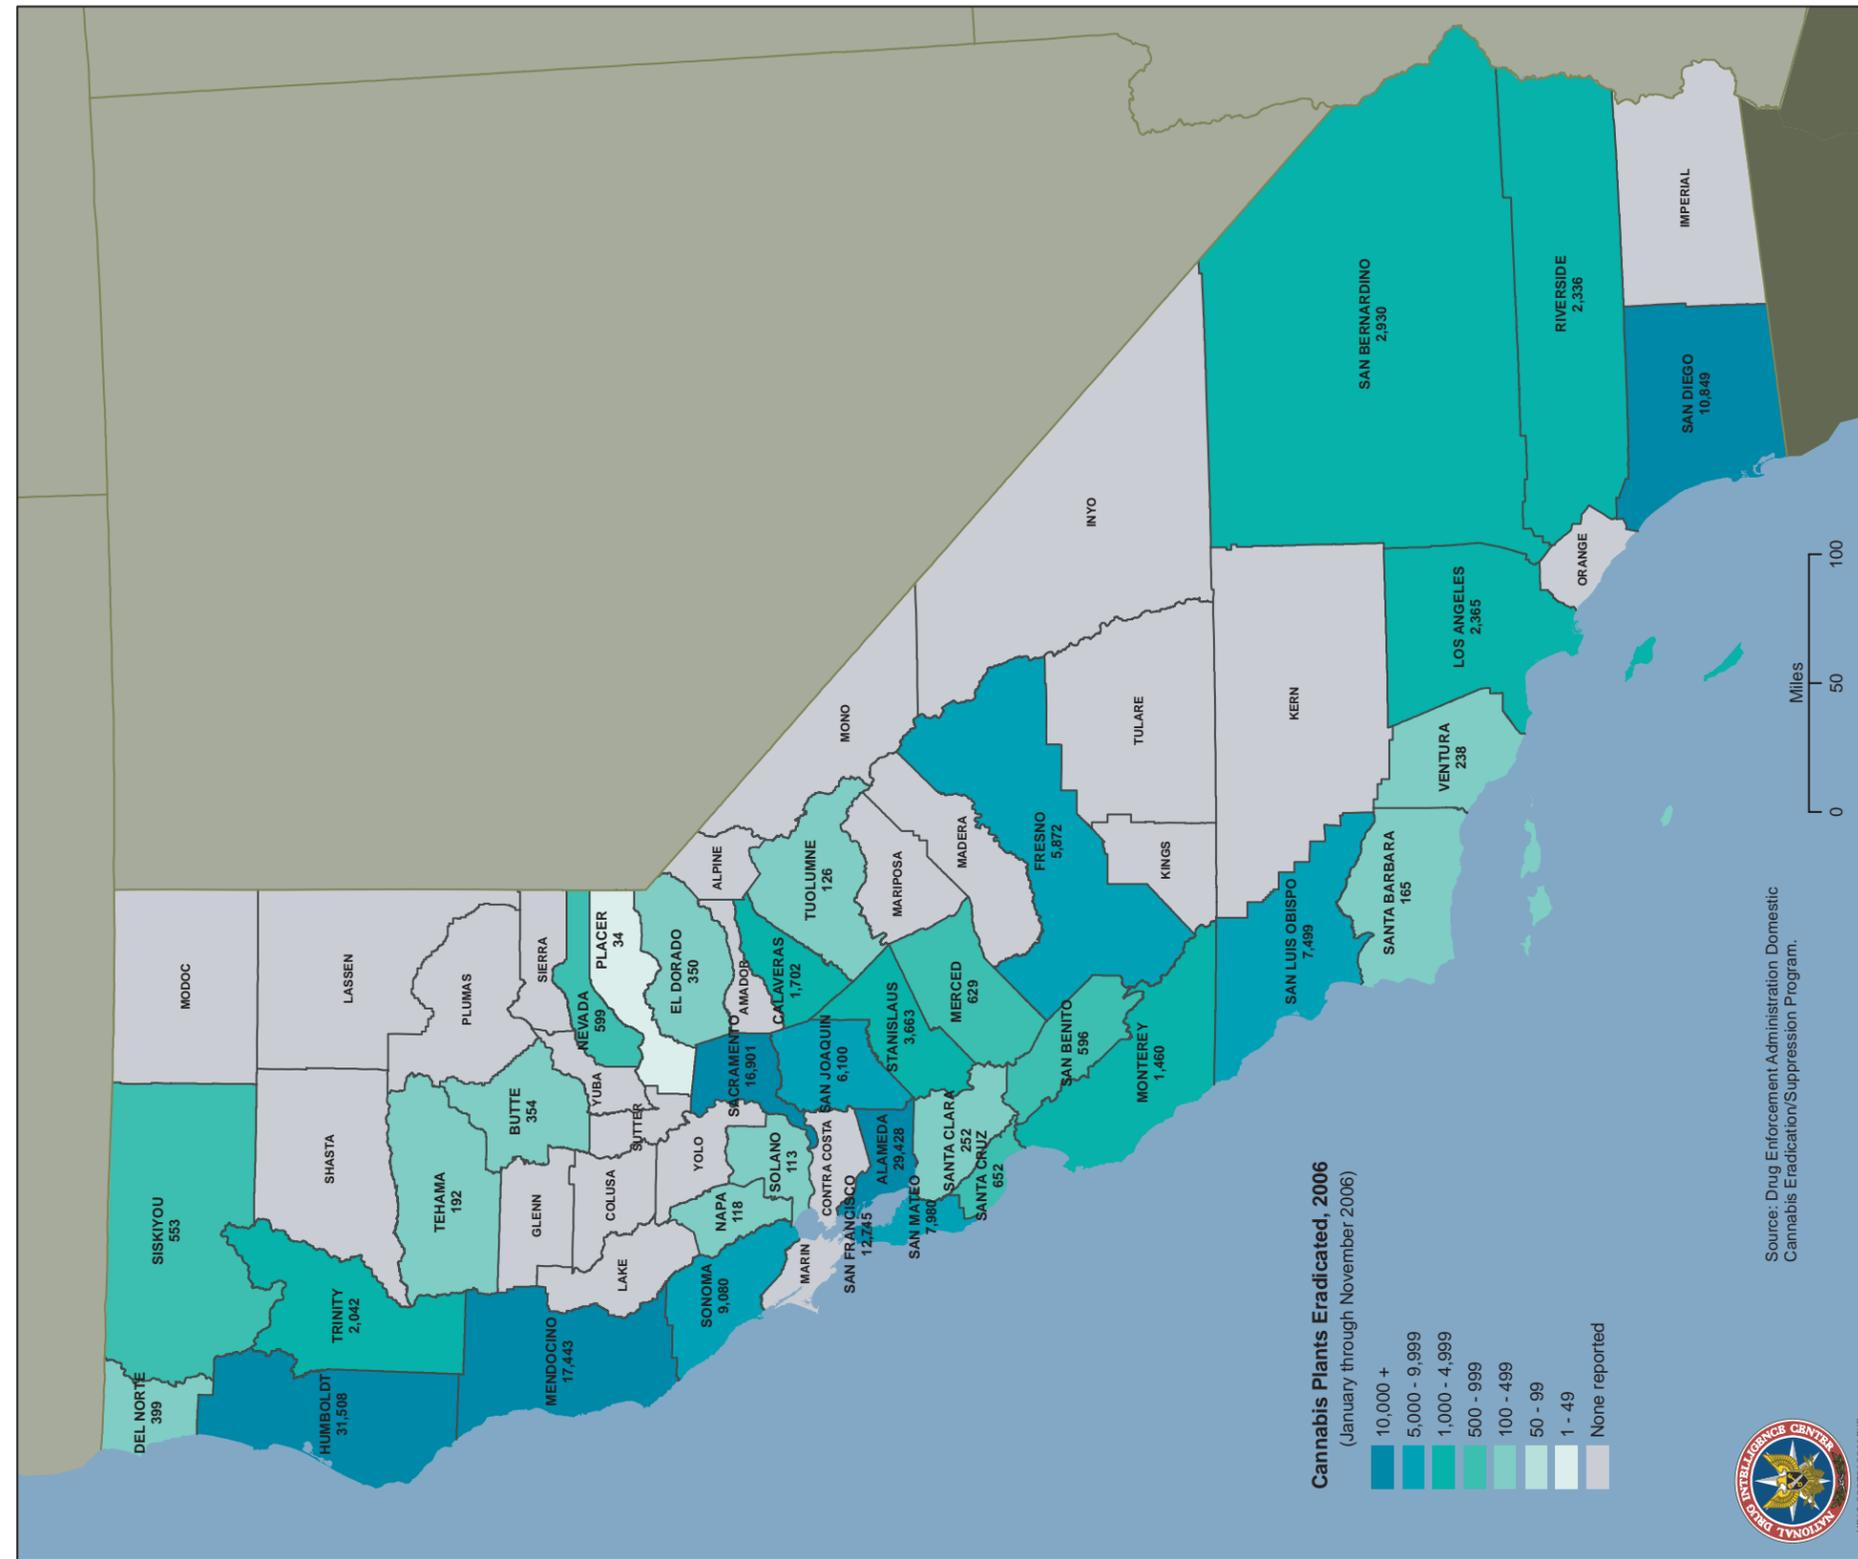 DEL NORTE
399
SISKIYOU
553
MODOC
HUMBOLDT
31,508
TRINITY
2,042
SHASTA
LASSEN
TEHAMA
192
PLUMAS
MENDOCINO
17,443
GLENN
BUTTE
354
SIERRA
LAKE
COLUSA
SUTTER
YUBA
NEVADA
599
PLACER
34
SONOMA
9,080
NAPA
118
YOLO
SACRAMENTO
16,901
EL DORADO
350
AMADOR
ALPINE
MARIN
SOLANO
113
CONTRA COSTA
SAN JOAQUIN
6,100
CALAVERAS
1,702
TUOLUMNE
126
MONO
SAN FRANCISCO
12,745
ALAMEDA
29,428
STANISLAUS
3,663
MARIPOSA
SAN MATEO
7,980
SANTA CLARA
252
SANTA CRUZ
652
MERCED
629
MADERA
SAN BENITO
596
FRESNO
5,872
MONTEREY
1,460
KINGS
TULARE
INYO
SAN LUIS OBISPO
7,499
KERN
SANTA BARBARA
165
VENTURA
238
LOS ANGELES
2,365
SAN BERNARDINO
2,930
ORANGE
RIVERSIDE
2,336
SAN DIEGO
10,849
IMPERIAL
Cannabis Plants Eradicated, 2006
(January through November 2006)
10,000 +
5,000 - 9,999
1,000 - 4,999
500 - 999
100 - 499
50 - 99
1 - 49
None reported
Source: Drug Enforcement Administration Domestic
Cannabis Eradication/Suppression Program.
Miles
0 50 100
NATIONAL DRUG INTELLIGENCE CENTER